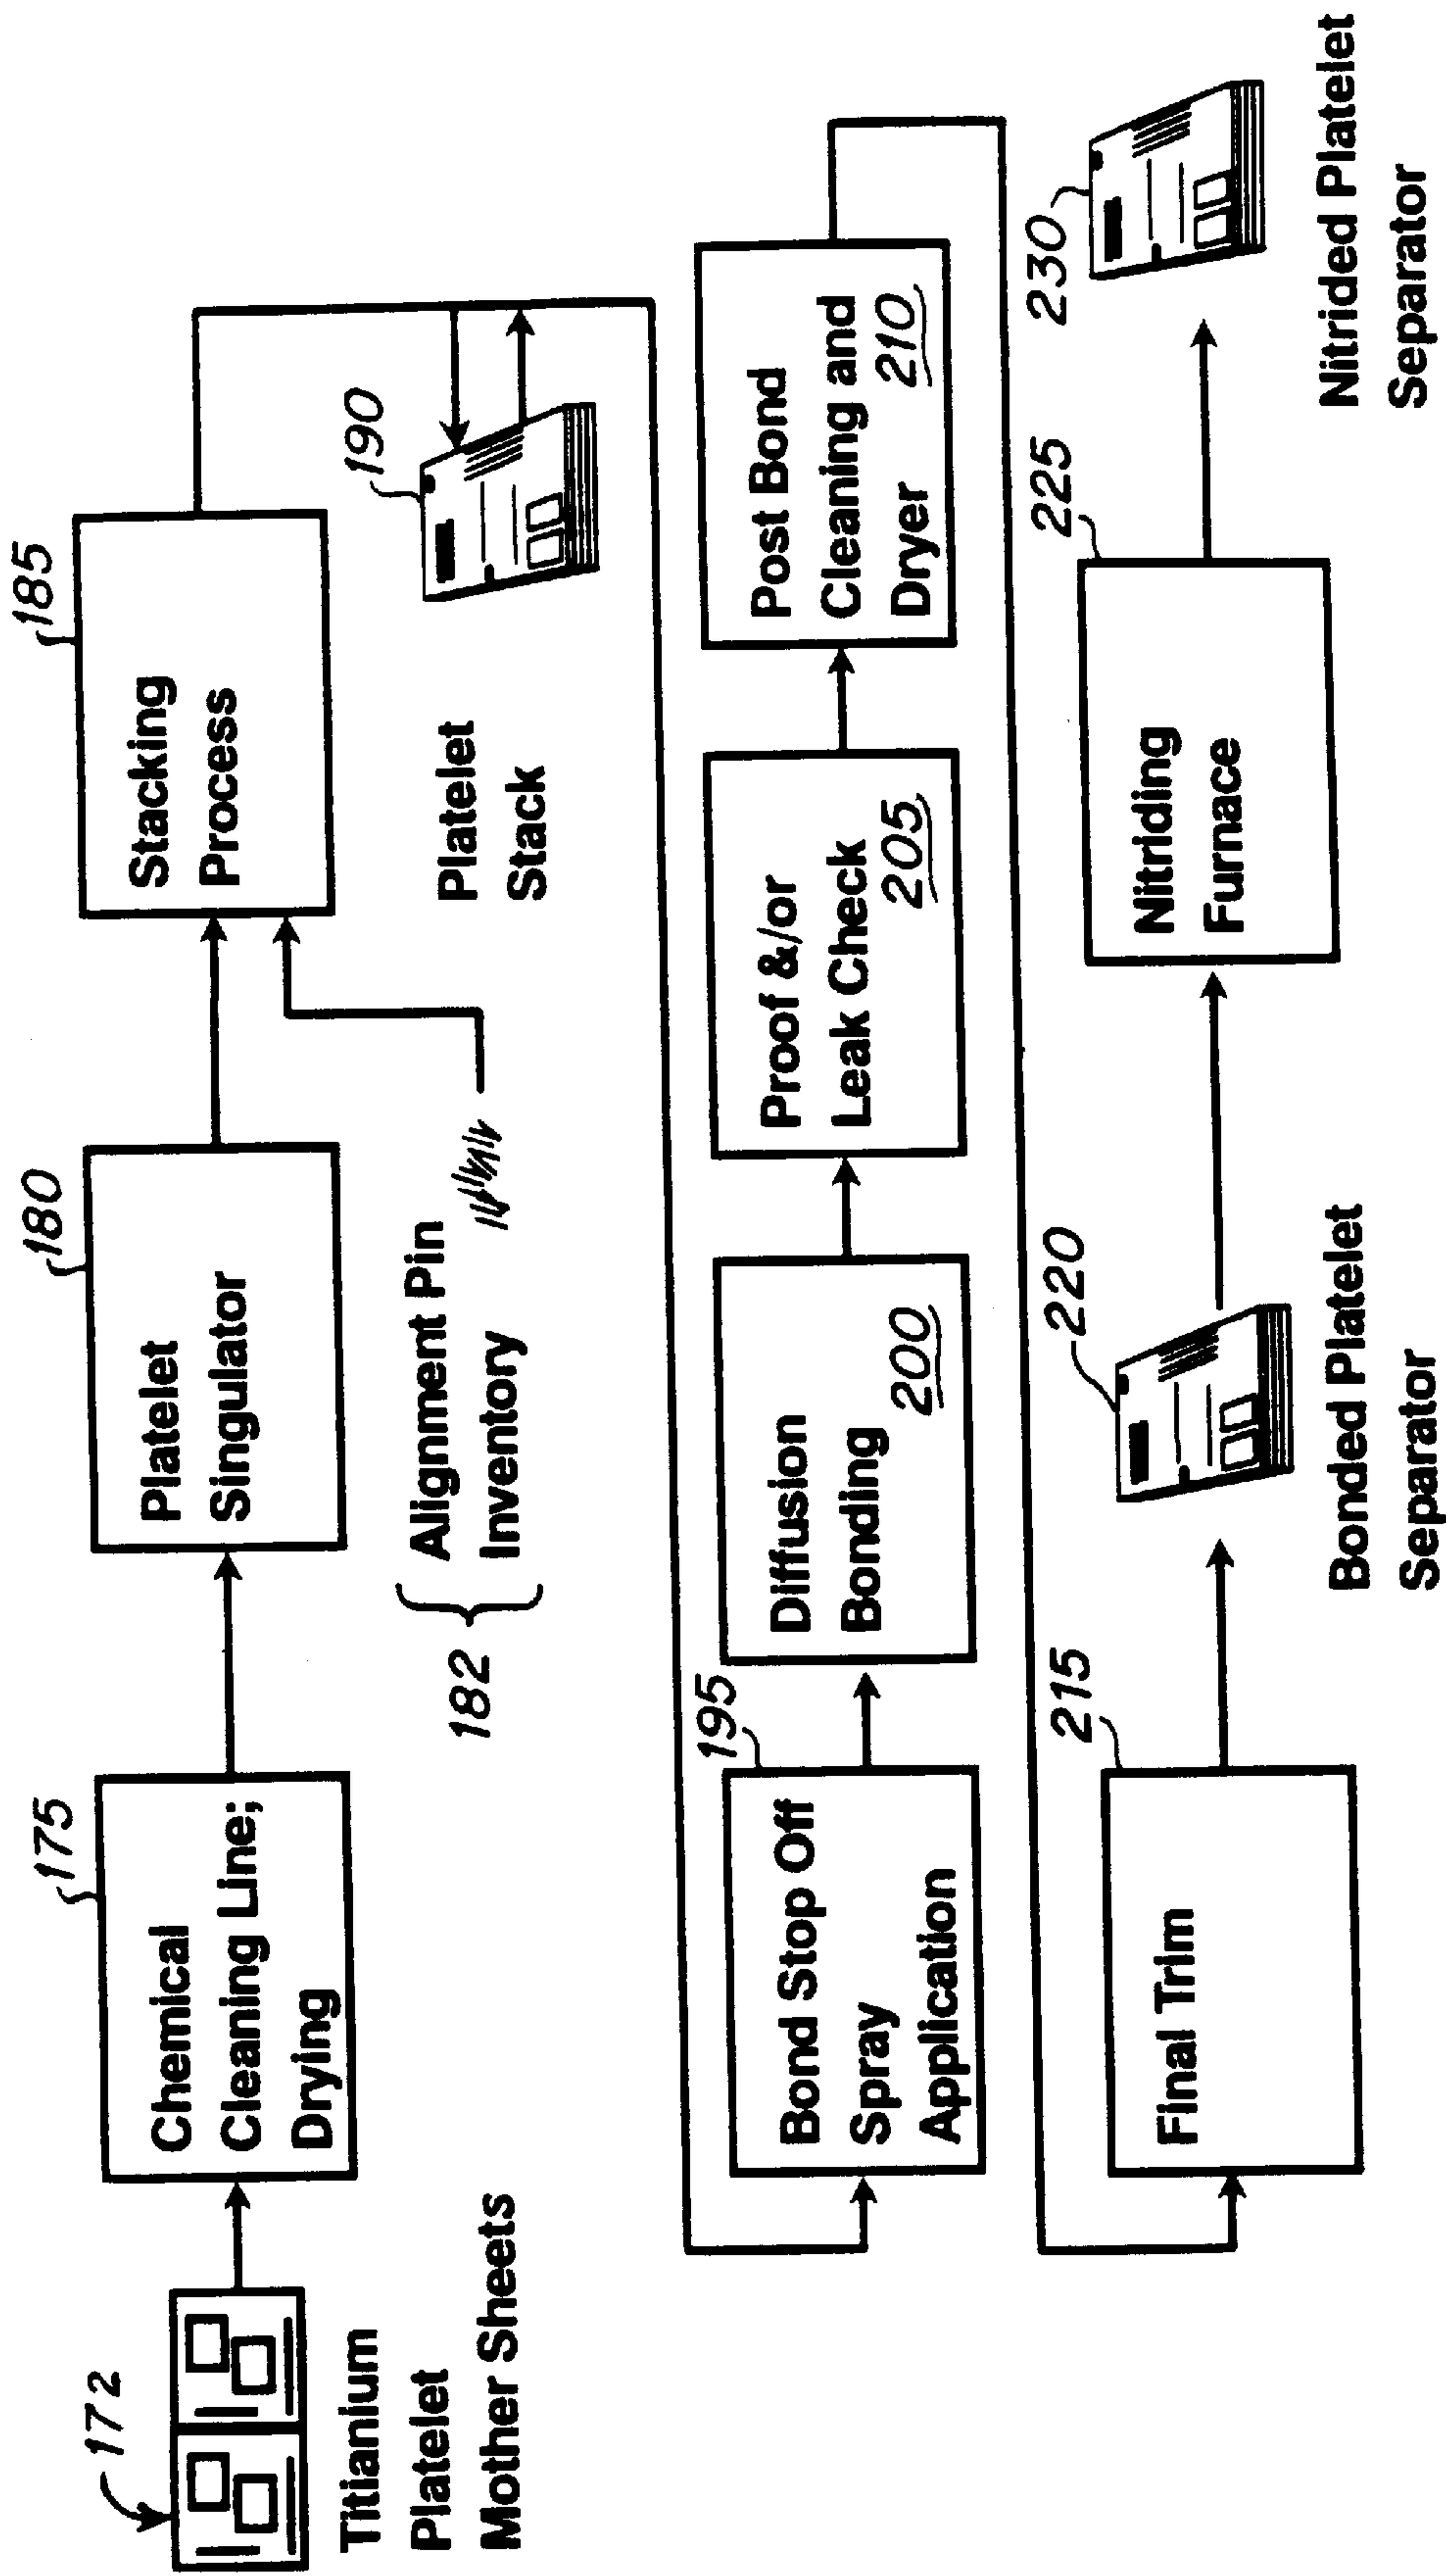 172
Titianium
Platelet
Mother Sheets
175
Chemical
Cleaning Line;
Drying
180
Platelet
Singulator
182
Alignment Pin
Inventory
185
Stacking
Process
190
Platelet
Stack
195
Bond Stop Off
Spray
Application
Diffusion
Bonding
200
Proof &/or
Leak Check
205
Post Bond
Cleaning and
Dryer 210
215
Final Trim
220
Bonded Platelet
Separator
225
Nitriding
Furnace
230
Nitrided Platelet
Separator